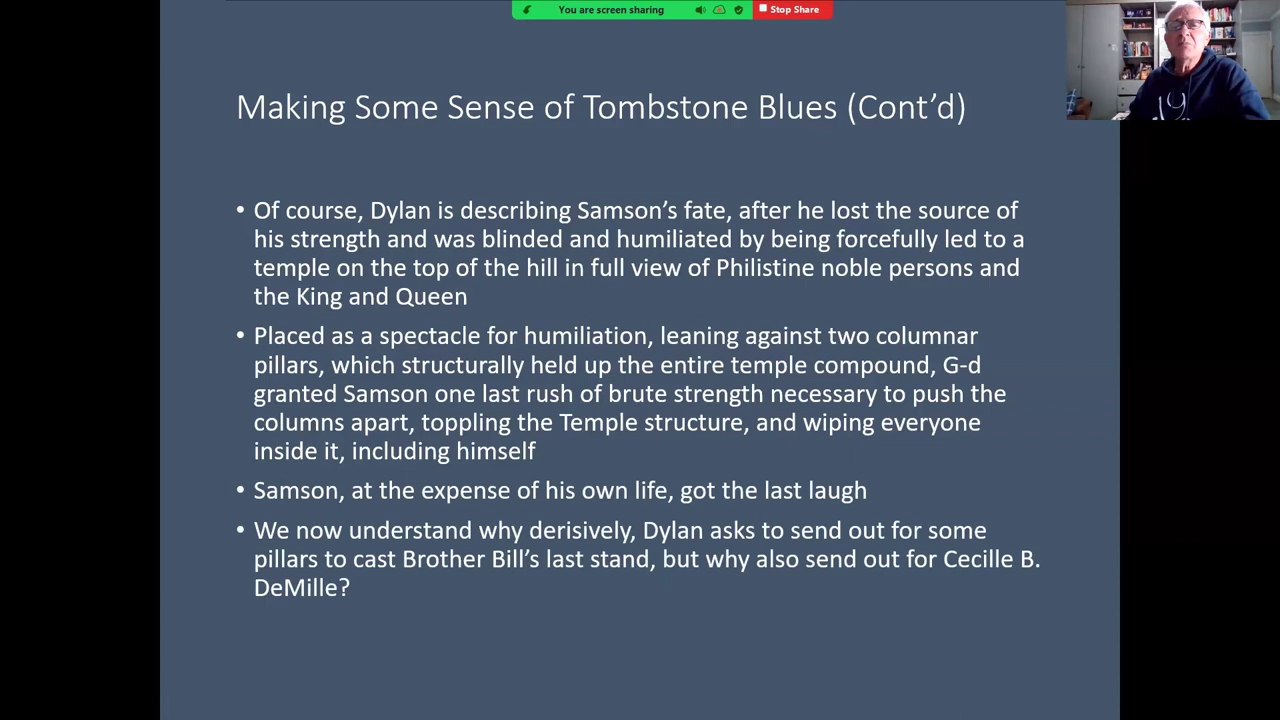 You are screen sharing
Stop Share
Making Some Sense of Tombstone Blues (Cont’d)
• Of course, Dylan is describing Samson’s fate, after he lost the source of
his strength and was blinded and humiliated by being forcefully led to a
temple on the top of the hill in full view of Philistine noble persons and
the King and Queen
• Placed as a spectacle for humiliation, leaning against two columnar
pillars, which structurally held up the entire temple compound, G-d
granted Samson one last rush of brute strength necessary to push the
columns apart, toppling the Temple structure, and wiping everyone
inside it, including himself
• Samson, at the expense of his own life, got the last laugh
• We now understand why derisively, Dylan asks to send out for some
pillars to cast Brother Bill’s last stand, but why also send out for Cecille B.
DeMille?